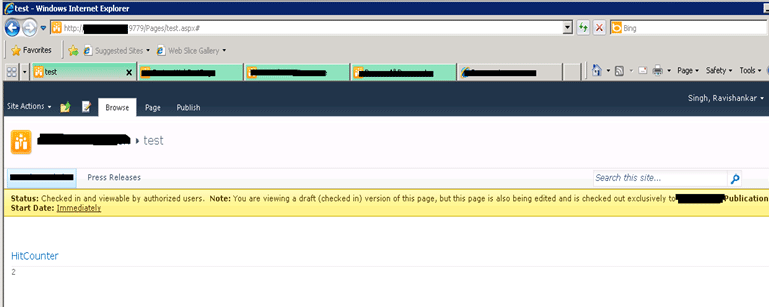 test - Windows Internet Explorer
http:// 9779/Pages/test.aspx#
Bing
Favorites Suggested Sites Web Slice Gallery
test
Page Safety Tools
Singh, Ravishankar
Site Actions Browse Page Publish
test
Press Releases Search this site...
Status: Checked in and viewable by authorized users. Note: You are viewing a draft (checked in) version of this page, but this page is also being edited and is checked out exclusively to Publication
Start Date: Immediately
HitCounter
2